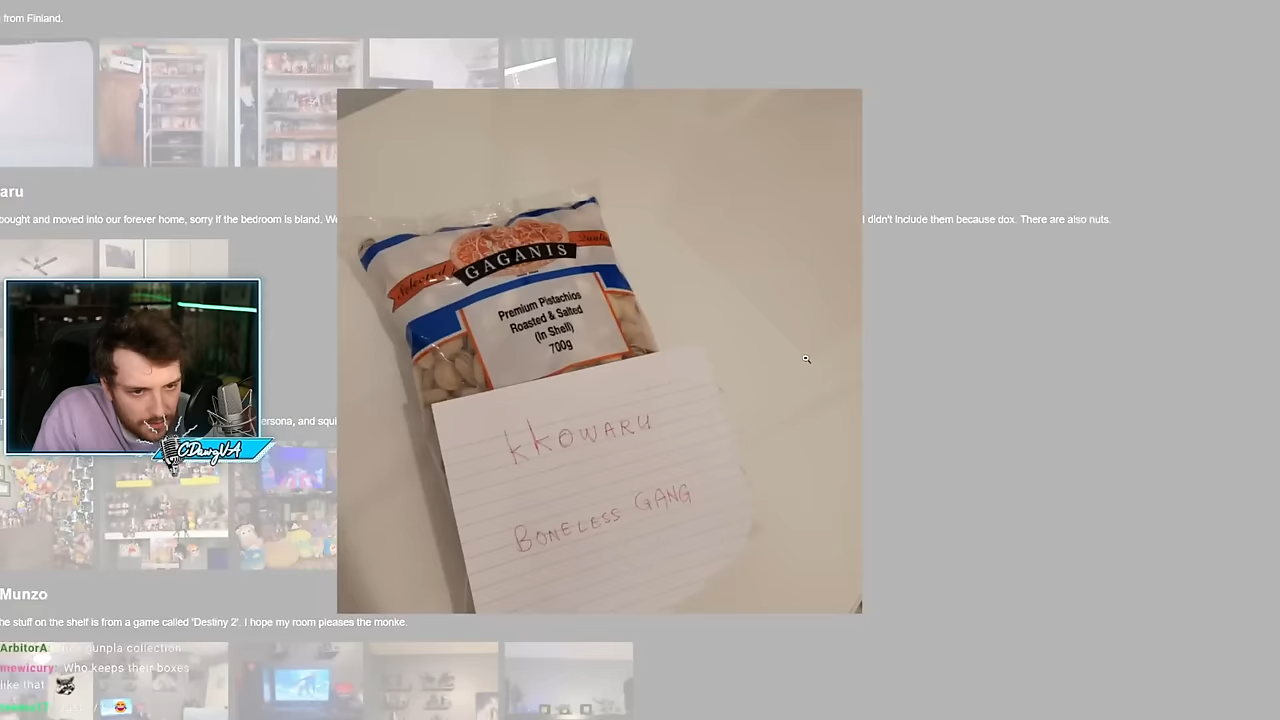 from Finland.
aru
bought and moved into our forever home, sorry if the bedroom is bland, We
I didn't include them because dox. There are also nuts.
Selected
Quality
GAGANIS
Premium Pistachios
Roasted & Salted
(In Shell)
700g
KKOWARU
BONELESS GANG
ersona, and squi
CDawgVA
Munzo
he stuff on the shelf is from a game called 'Destiny 2'. I hope my room pleases the monke.
ArbitorA
gunpla collection
mewicury: Who keeps their boxes
like that